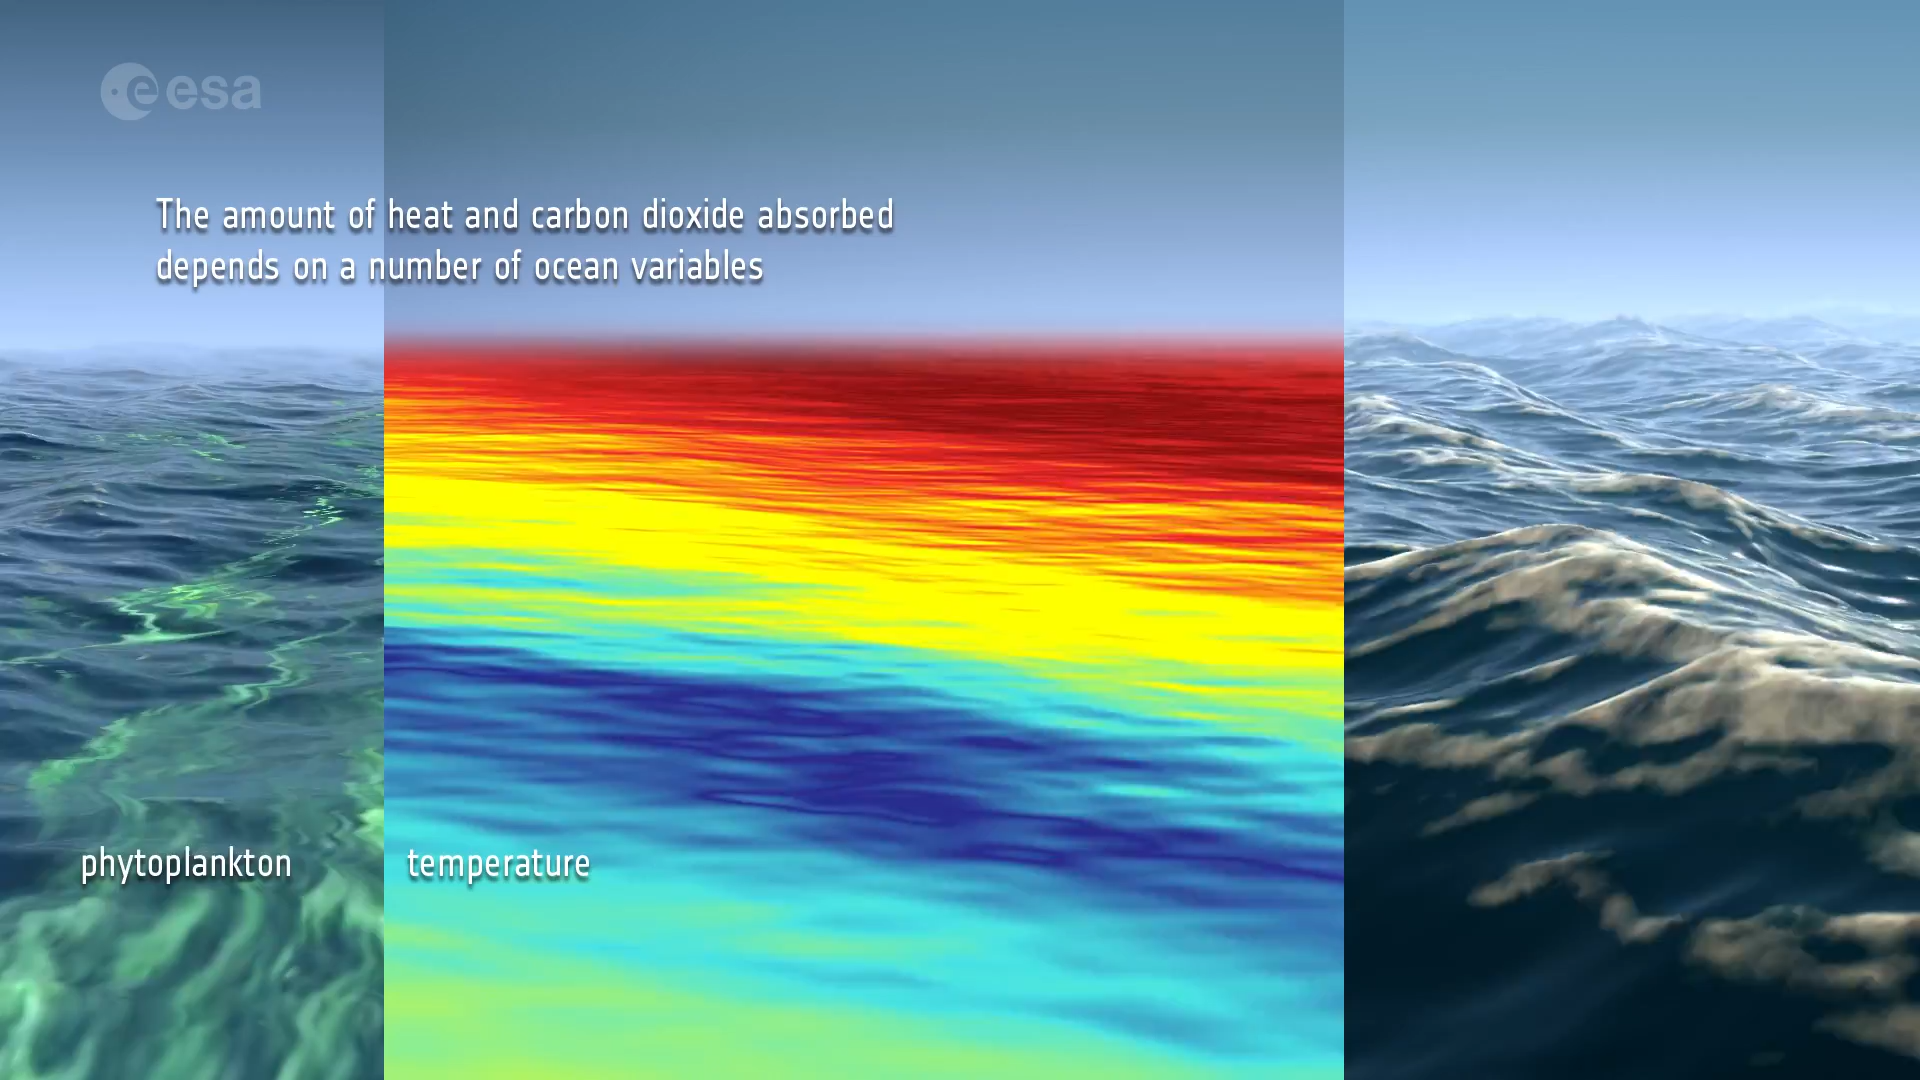 esa
The amount of heat and carbon dioxide absorbed
depends on a number of ocean variables
phytoplankton
temperature